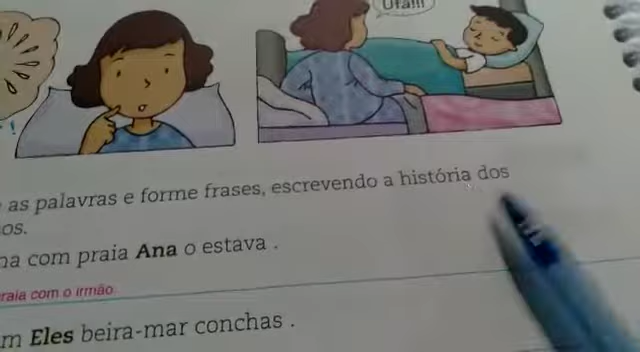 Ufa!!!
as palavras e forme frases, escrevendo a história dos
os.
na com praia Ana o estava .
raia com o irmão.
m Eles beira-mar conchas .